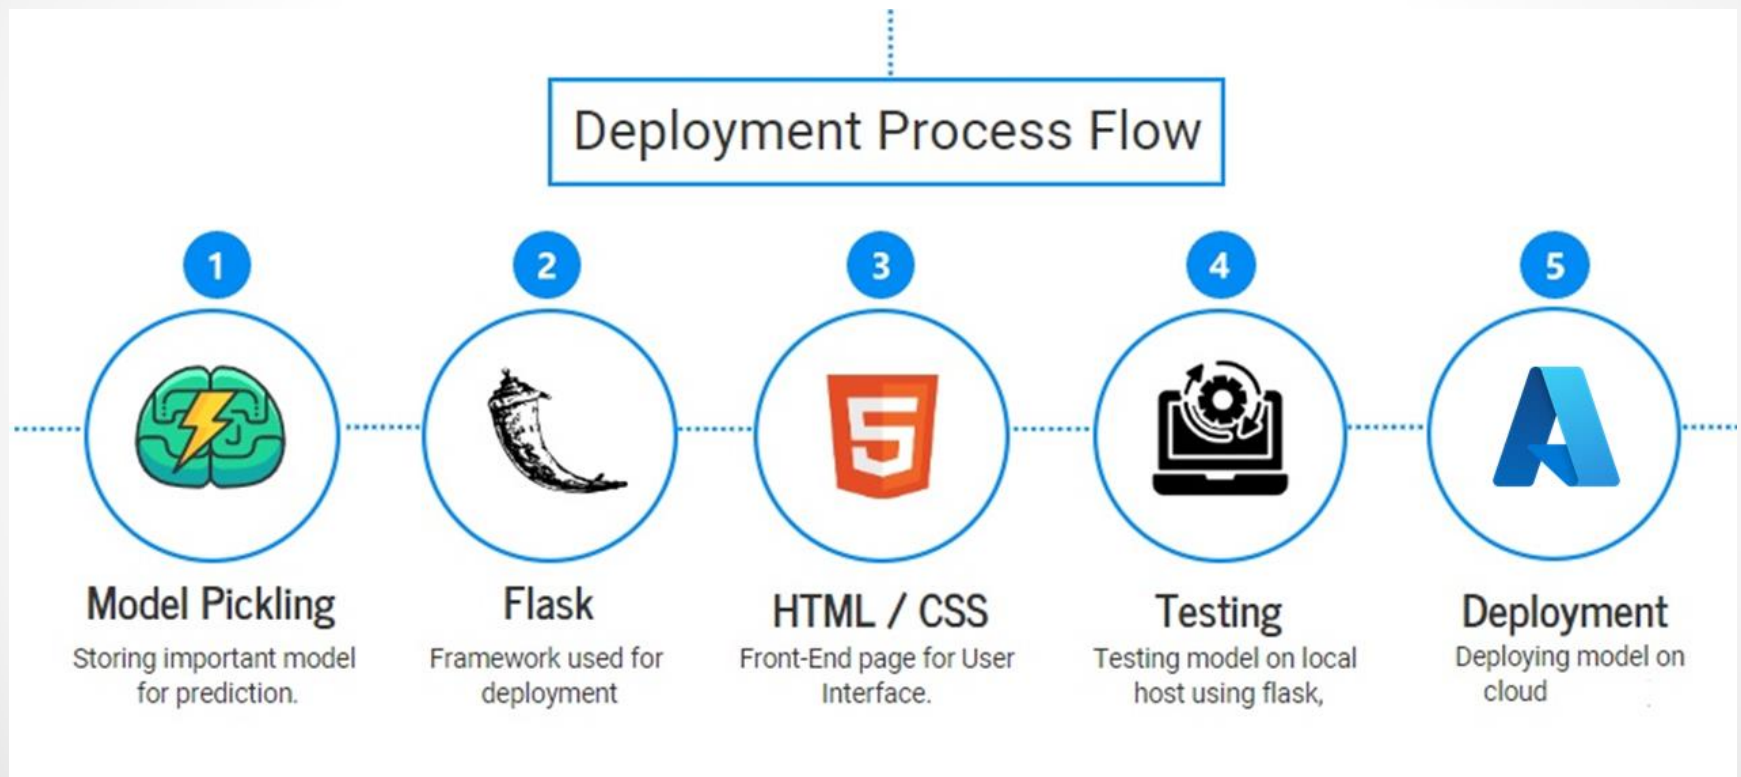 Deployment Process Flow
1
2
3
4
5
5
Model Pickling
Storing important model
for prediction.
Flask
Framework used for
deployment
HTML / CSS
Front-End page for User
Interface.
Testing
Testing model on local
host using flask,
Deployment
Deploying model on
cloud